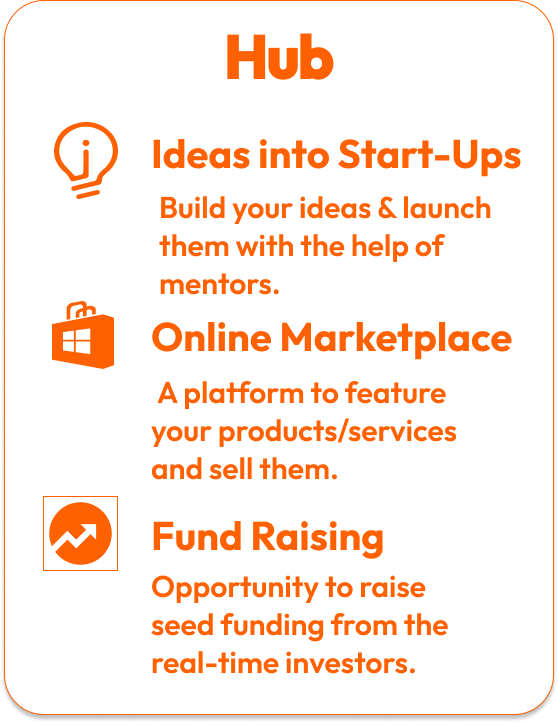 Hub
Ideas into Start-Ups
Build your ideas & launch
them with the help of
mentors.
Online Marketplace
A platform to feature
your products/services
and sell them.
Fund Raising
Opportunity to raise
seed funding from the
real-time investors.